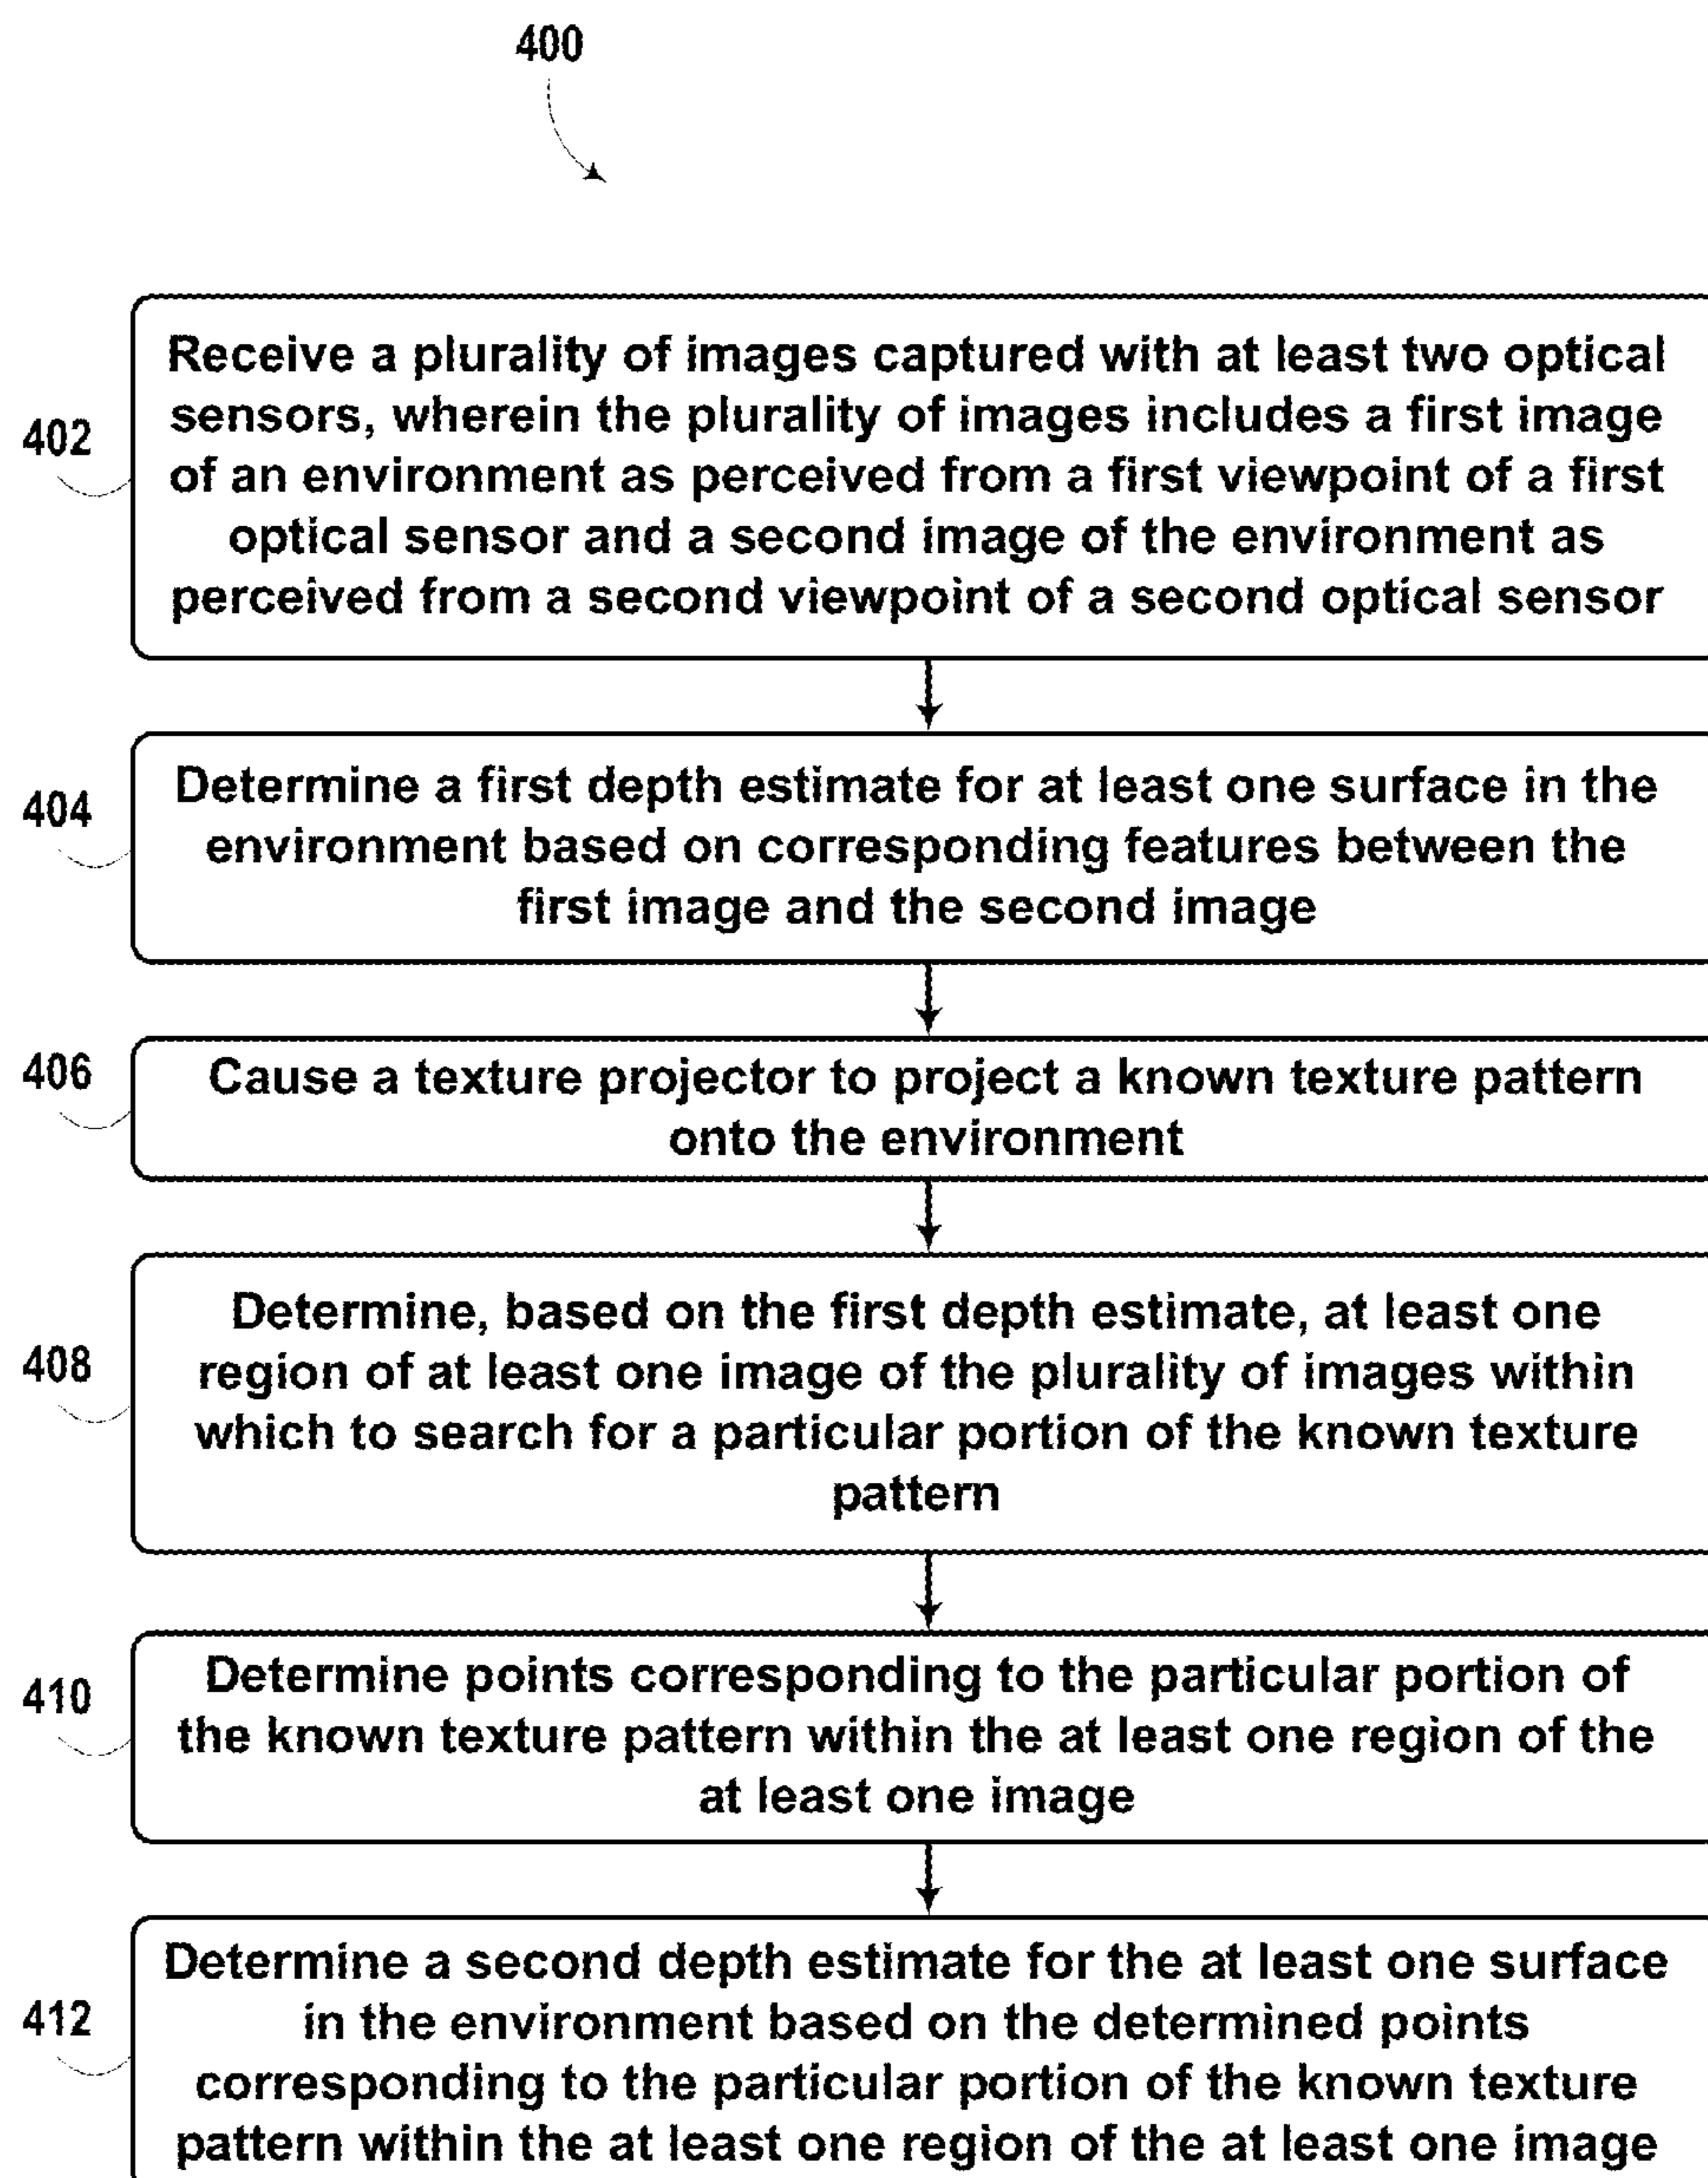 400
402
Receive a plurality of images captured with at least two optical
sensors, wherein the plurality of images includes a first image
of an environment as perceived from a first viewpoint of a first
optical sensor and a second image of the environment as
perceived from a second viewpoint of a second optical sensor
404
Determine a first depth estimate for at least one surface in the
environment based on corresponding features between the
first image and the second image
406
Cause a texture projector to project a known texture pattern
onto the environment
408
Determine, based on the first depth estimate, at least one
region of at least one image of the plurality of images within
which to search for a particular portion of the known texture
pattern
410
Determine points corresponding to the particular portion of
the known texture pattern within the at least one region of the
at least one image
412
Determine a second depth estimate for the at least one surface
in the environment based on the determined points
corresponding to the particular portion of the known texture
pattern within the at least one region of the at least one image